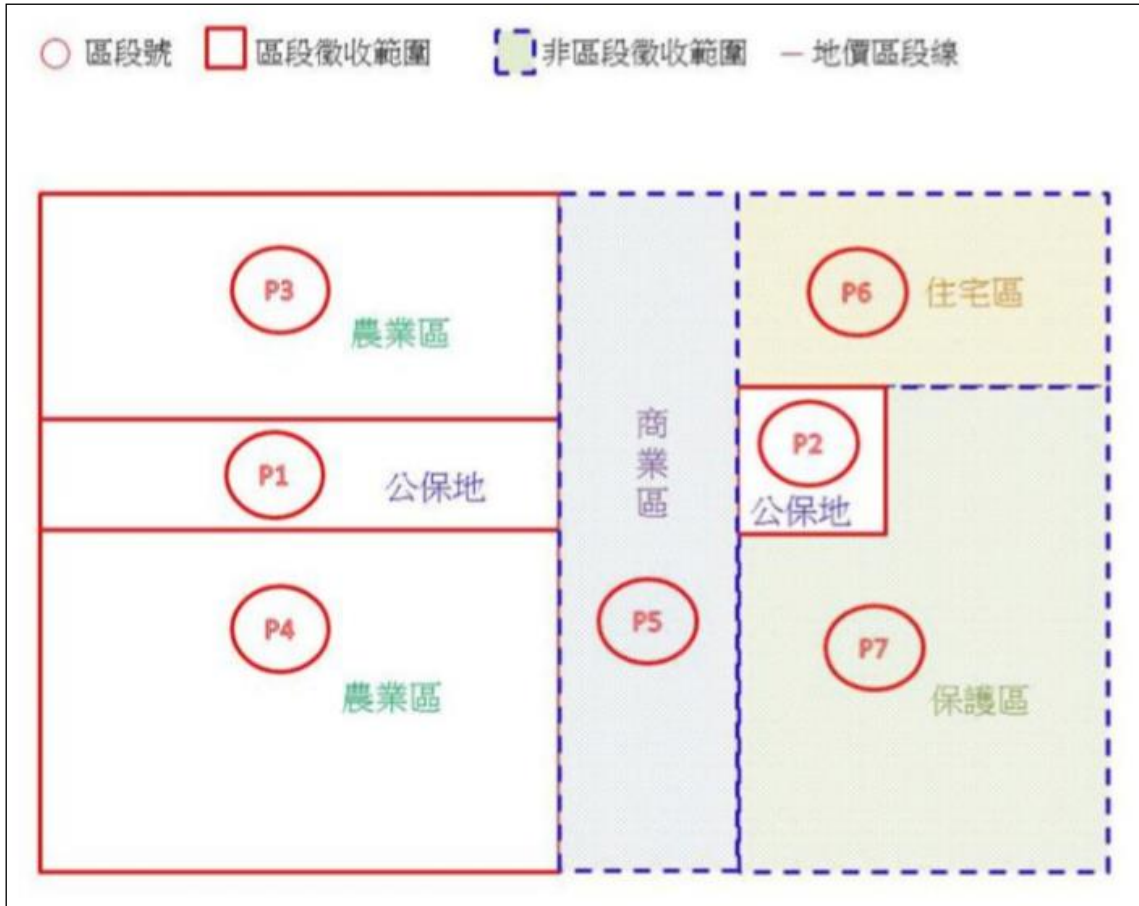 區段號 區段徵收範圍 非區段徵收範圍 地價區段線
P3
農業區
P6 住宅區
商業區
P2
公保地
P1
公保地
P4
農業區
P5
P7
保護區